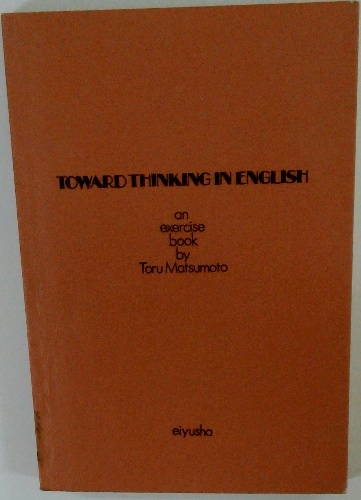 TOWARD THINKING IN ENGLISH
an
exercise
book
by
Toru Matsumoto
eiyusha